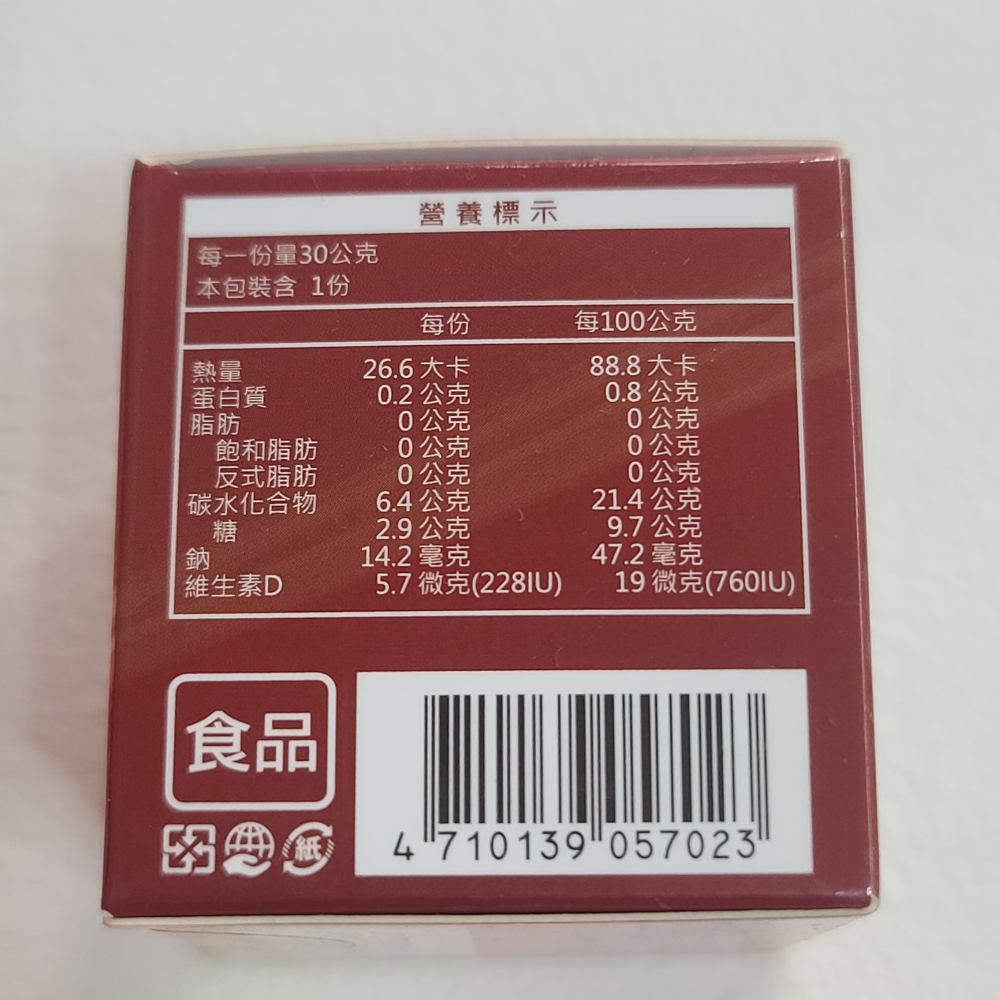 營養標示
每一份量30公克
本包裝含 1份
每份 每100公克
熱量 26.6 大卡 88.8 大卡
蛋白質 0.2 公克 0.8 公克
脂肪 0 公克 0 公克
飽和脂肪 0 公克 0 公克
反式脂肪 0 公克 0 公克
碳水化合物 6.4 公克 21.4 公克
糖 2.9 公克 9.7 公克
鈉 14.2 毫克 47.2 毫克
維生素D 5.7 微克(228IU) 19 微克(760IU)
食品
紙
4 710139 057023